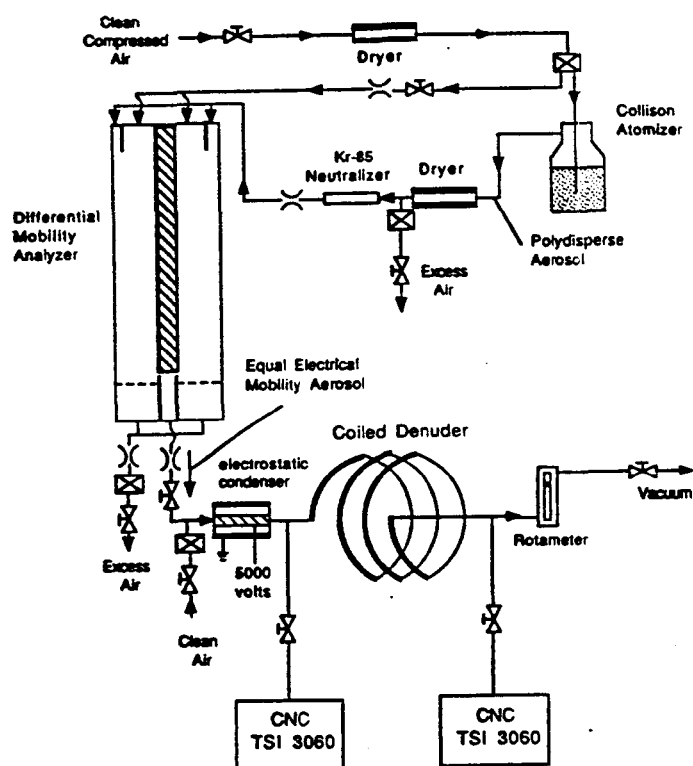 Clean
Compressed
Air
Dryer
Collison
Atomizer
Kr-85
Neutralizer
Dryer
Differential
Mobility
Analyzer
Polydisperse
Aerosol
Excess
Air
Equal Electrical
Mobility Aerosol
Coiled Denuder
electrostatic
condenser
Vacuum
Rotameter
5000
volts
Excess
Air
Clean
Air
CNC
TSI 3060
CNC
TSI 3060